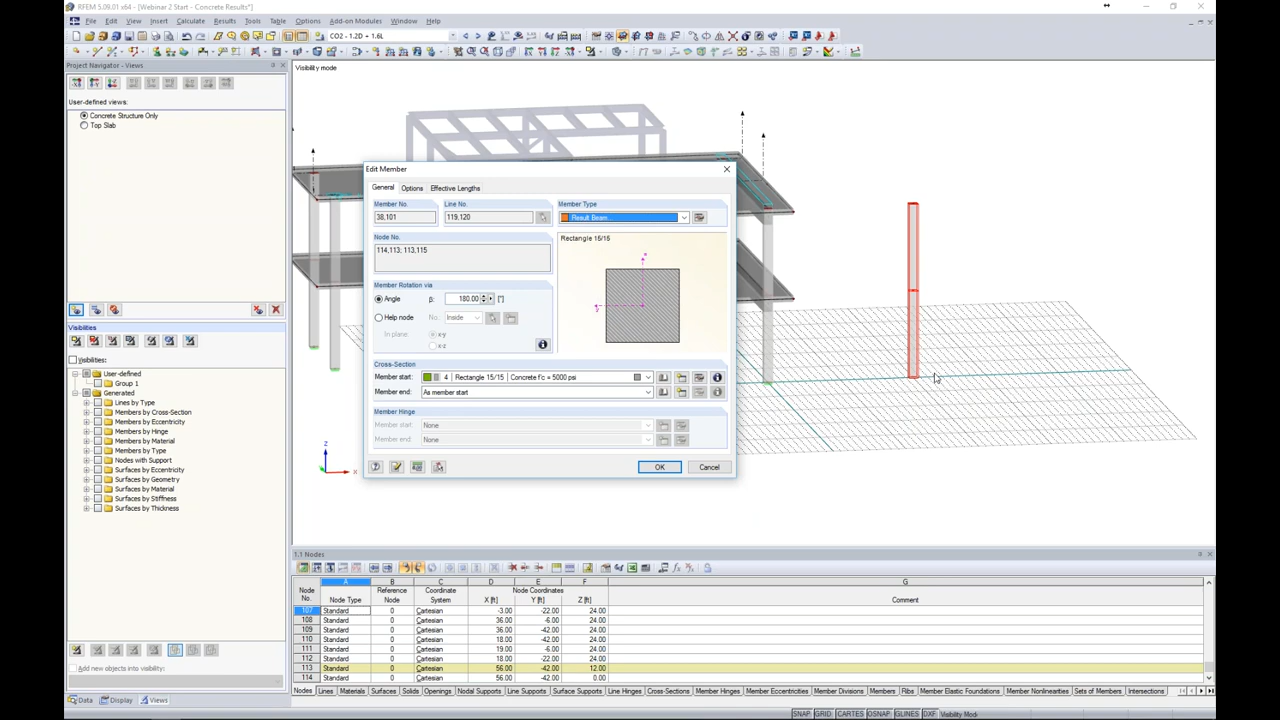 RFEM 5.09.01 x64 - [Webinar 2 Start - Concrete Results*]
File Edit View Insert Calculate Results Tools Table Options Add-on Modules Window Help
CO2 - 1.2D + 1.6L
Project Navigator - Views
User-defined views:
Concrete Structure Only
Top Slab
Visibilities
Visibilities:
User-defined
Group 1
Generated
Lines by Type
Members by Cross-Section
Members by Eccentricity
Members by Hinge
Members by Material
Members by Type
Nodes with Support
Surfaces by Eccentricity
Surfaces by Geometry
Surfaces by Material
Surfaces by Stiffness
Surfaces by Thickness
Add new objects into visibility:
Data Display Views
Visibility mode
Edit Member
General Options Effective Lengths
Member No.
38,101
Line No.
119,120
Member Type
Result Beam...
Node No.
114,113; 113,115
Rectangle 15/15
Member Rotation via
Angle β: 180.00 [°]
Help node No.: Inside
In plane: x-y
x-z
Cross-Section
Member start: 4 | Rectangle 15/15 | Concrete f'c = 5000 psi
Member end: As member start
Member Hinge
Member start: None
Member end: None
OK Cancel
Z
X
1.1 Nodes
A B C D E F G
Node No. Node Type Reference Node Coordinate System Node Coordinates X [ft] Y [ft] Z [ft] Comment
107 Standard 0 Cartesian -3.00 -22.00 24.00
108 Standard 0 Cartesian 36.00 -6.00 24.00
109 Standard 0 Cartesian 36.00 -42.00 24.00
110 Standard 0 Cartesian 18.00 -42.00 24.00
111 Standard 0 Cartesian 19.00 -6.00 24.00
112 Standard 0 Cartesian 18.00 -22.00 24.00
113 Standard 0 Cartesian 56.00 -42.00 12.00
114 Standard 0 Cartesian 56.00 -42.00 0.00
Nodes Lines Materials Surfaces Solids Openings Nodal Supports Line Supports Surface Supports Line Hinges Cross-Sections Member Hinges Member Eccentricities Member Divisions Members Ribs Member Elastic Foundations Member Nonlinearities Sets of Members Intersections
SNAP GRID CARTES OSNAP GLINES DXF Visibility Mode